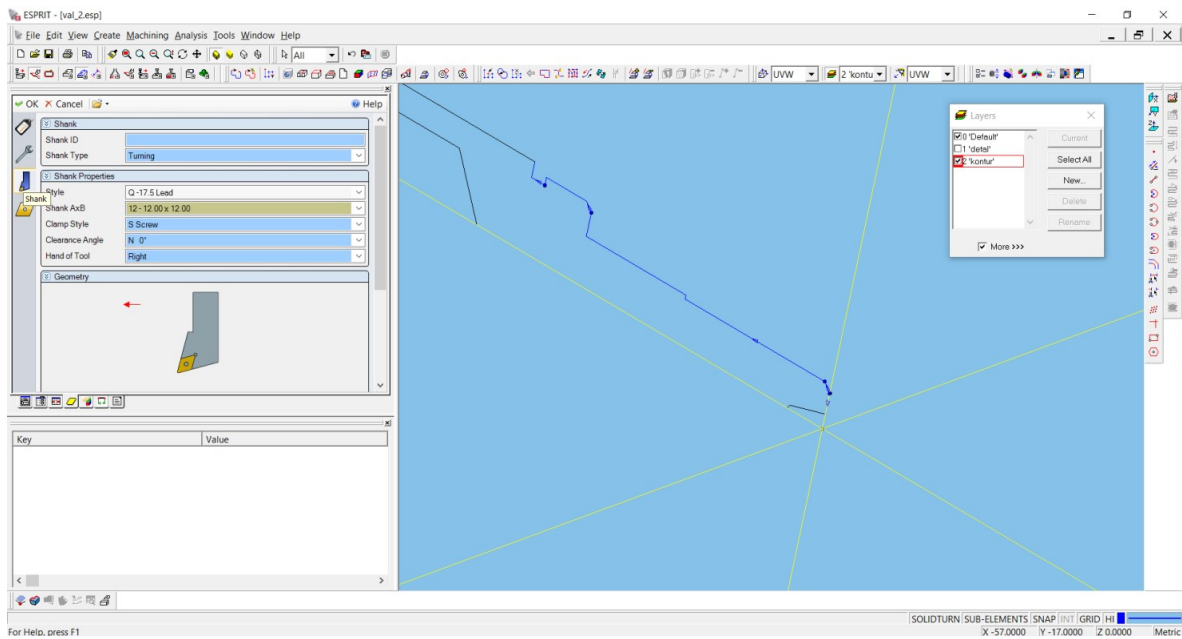 ESPRIT - [val_2.esp]
File Edit View Create Machining Analysis Tools Window Help
All
UVW
2 'kontu
UVW
OK Cancel Help
Shank
Shank ID
Shank Type Turning
Shank Properties
Style Q -17.5 Lead
Shank
Shank AxB 12 - 12.00 x 12.00
Clamp Style S Screw
Clearance Angle N 0°
Hand of Tool Right
Geometry
Layers
0 'Default' Current
1 'detal'
2 'kontur' Select All
New...
Delete
Rename
More >>>
Key Value
SOLIDTURN SUB-ELEMENTS SNAP INT GRID HI
For Help, press F1 X -57.0000 Y -17.0000 Z 0.0000 Metric